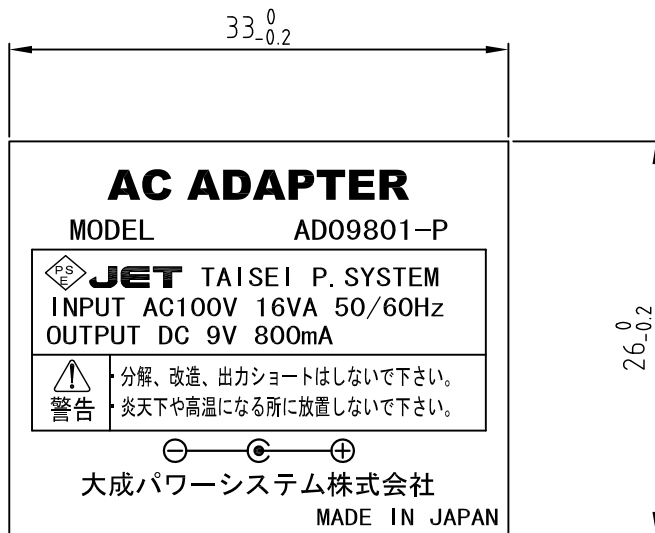 33 0 -0.2
AC ADAPTER
MODEL AD09801-P
PSE JET TAISEI P. SYSTEM
INPUT AC100V 16VA 50/60Hz
OUTPUT DC 9V 800mA
・分解、改造、出力ショートはしないで下さい。
警告 ・炎天下や高温になる所に放置しないで下さい。
大成パワーシステム株式会社
MADE IN JAPAN
26 0 -0.2